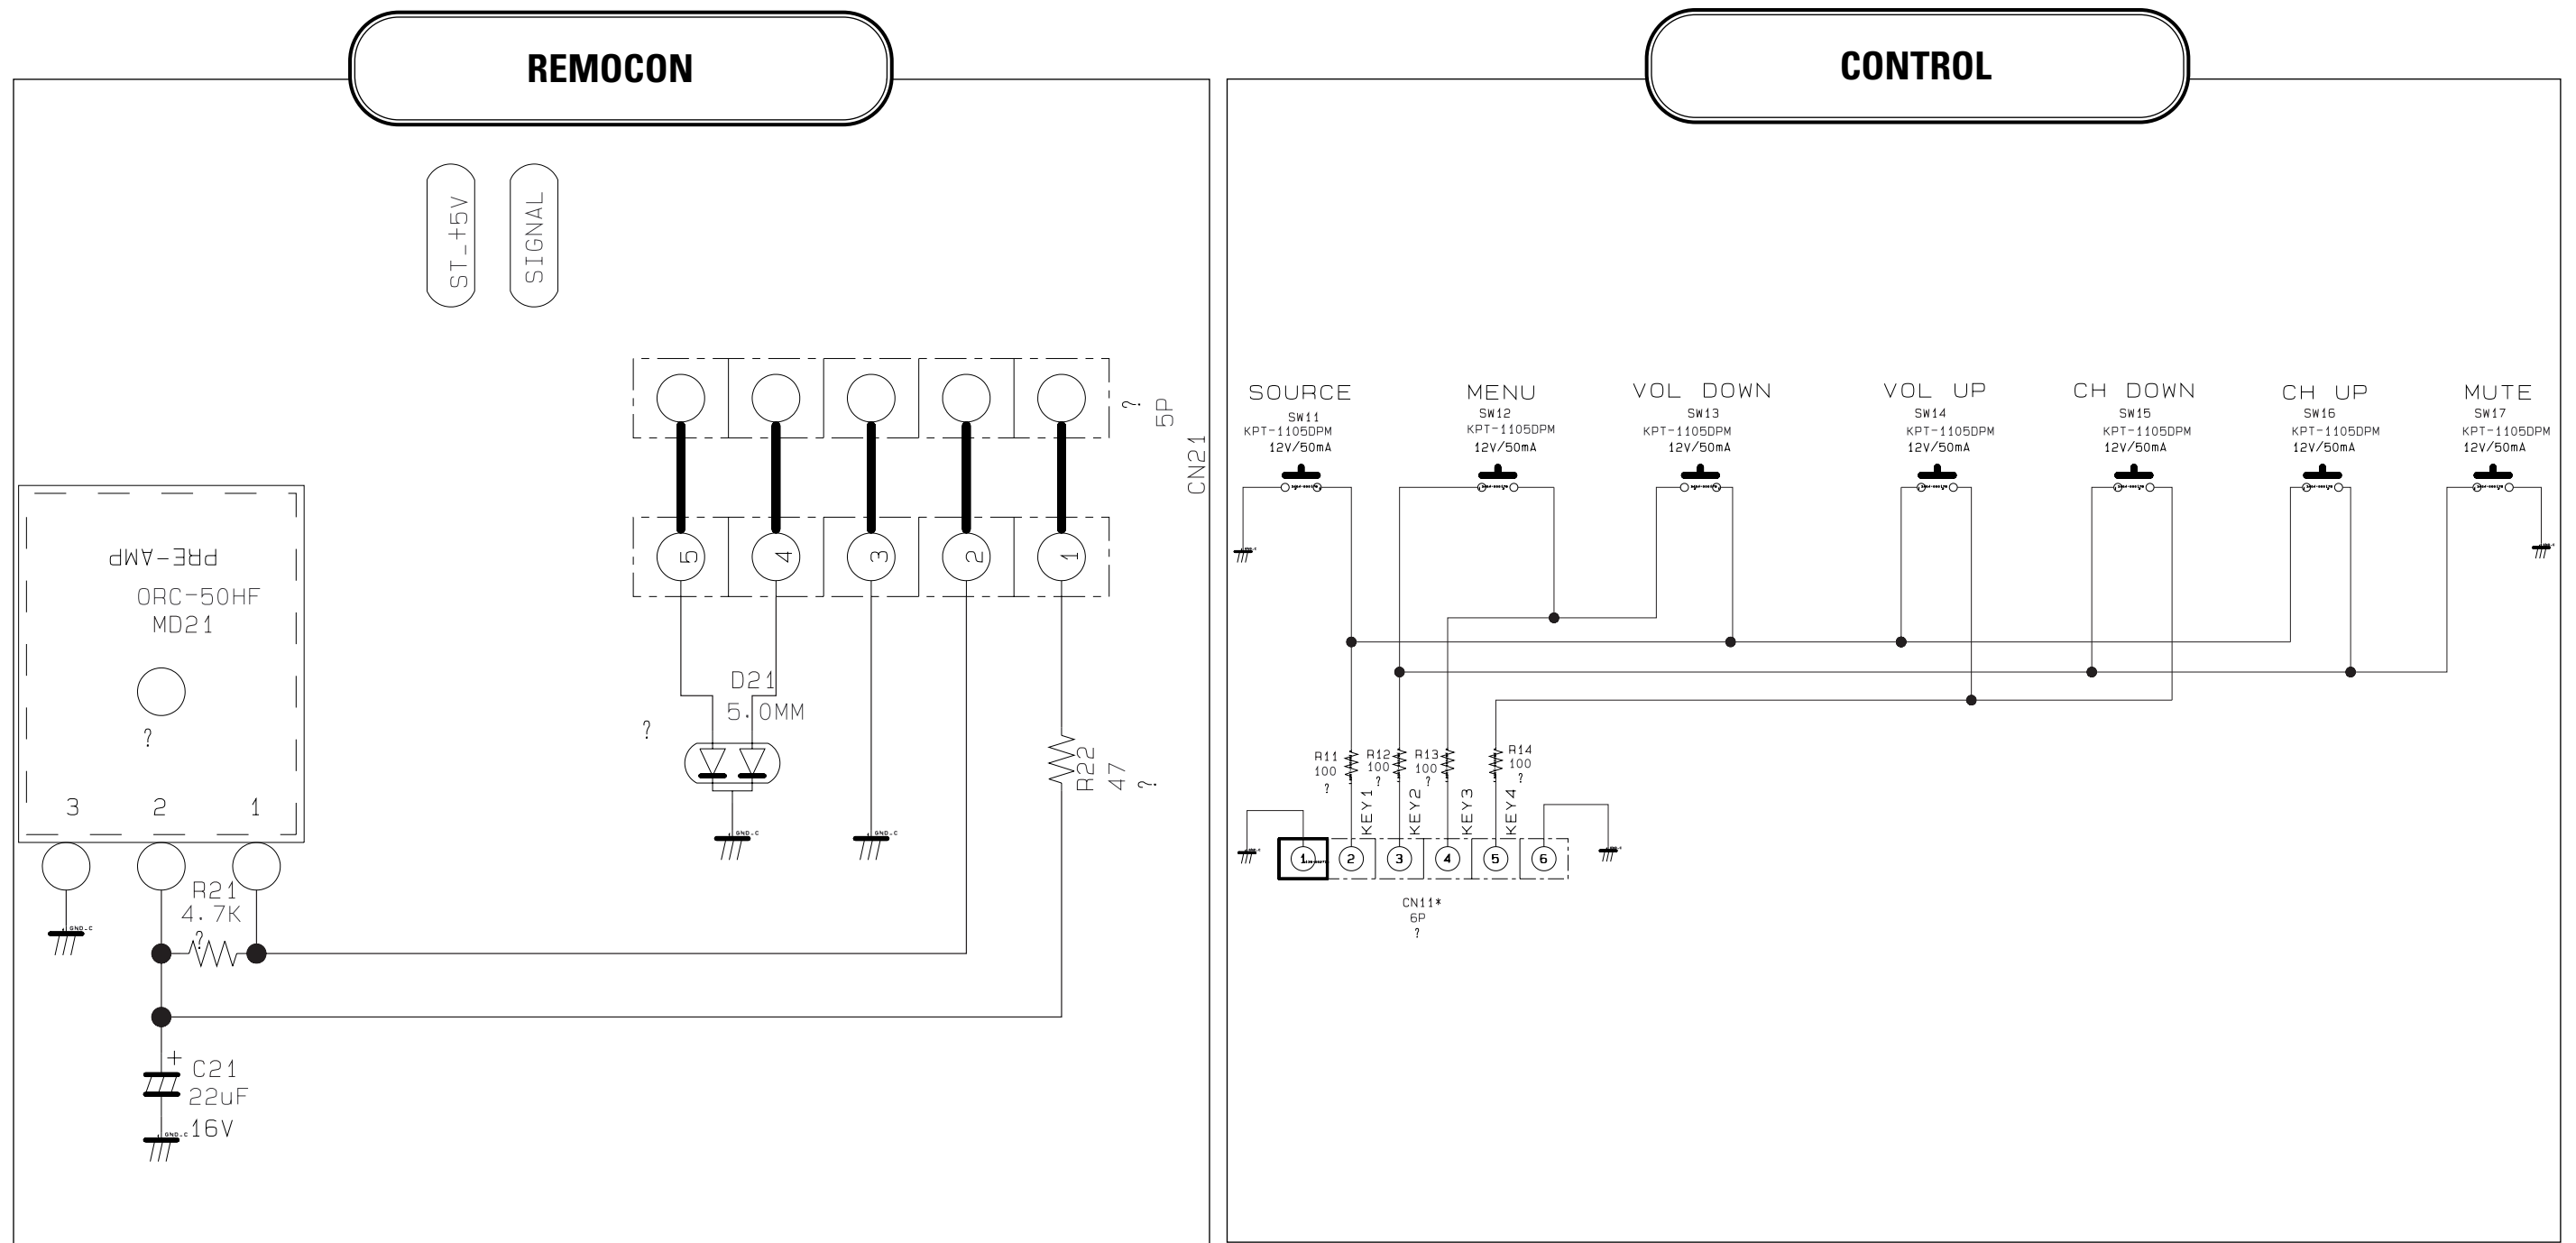 REMOCON
CONTROL
ST_+5V
SIGNAL
?
5P
CN21
5
4
3
2
1
PRE-AMP
ORC-50HF
MD21
?
3
2
1
D21
5.0MM
?
GND_C
GND_C
R22
47
?
R21
4.7K
?
GND_C
+
C21
22uF
16V
GND_C
SOURCE
SW11
KPT-1105DPM
12V/50mA
MENU
SW12
KPT-1105DPM
12V/50mA
VOL DOWN
SW13
KPT-1105DPM
12V/50mA
VOL UP
SW14
KPT-1105DPM
12V/50mA
CH DOWN
SW15
KPT-1105DPM
12V/50mA
CH UP
SW16
KPT-1105DPM
12V/50mA
MUTE
SW17
KPT-1105DPM
12V/50mA
R11
100
?
R12
100
?
R13
100
?
R14
100
?
KEY1
KEY2
KEY3
KEY4
1
2
3
4
5
6
CN11*
6P
?